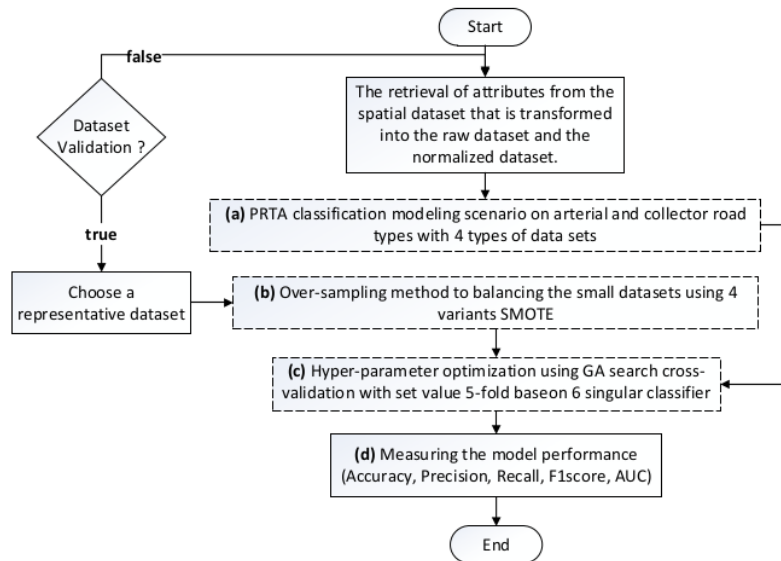 Start
false
The retrieval of attributes from the
spatial dataset that is transformed
into the raw dataset and the
normalized dataset.
Dataset
Validation ?
(a) PRTA classification modeling scenario on arterial and collector road
types with 4 types of data sets
true
Choose a
representative dataset
(b) Over-sampling method to balancing the small datasets using 4
variants SMOTE
(c) Hyper-parameter optimization using GA search cross-
validation with set value 5-fold baseon 6 singular classifier
(d) Measuring the model performance
(Accuracy, Precision, Recall, F1score, AUC)
End